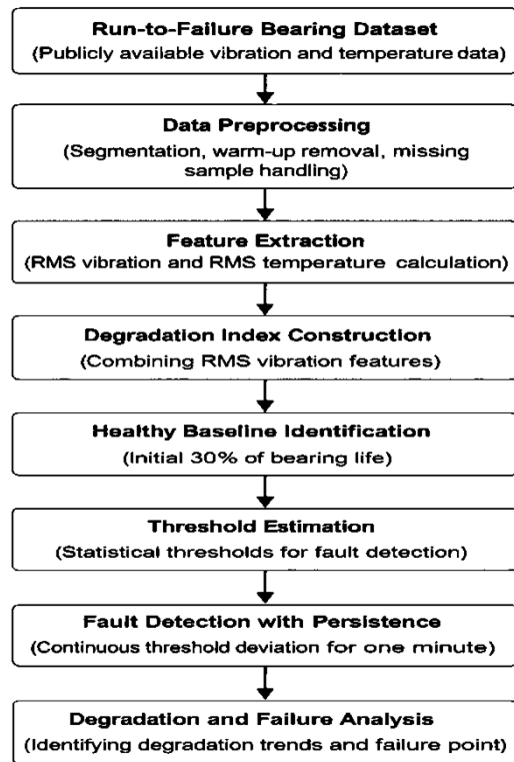 Run-to-Failure Bearing Dataset
(Publicly available vibration and temperature data)
Data Preprocessing
(Segmentation, warm-up removal, missing
sample handling)
Feature Extraction
(RMS vibration and RMS temperature calculation)
Degradation Index Construction
(Combining RMS vibration features)
Healthy Baseline Identification
(Initial 30% of bearing life)
Threshold Estimation
(Statistical thresholds for fault detection)
Fault Detection with Persistence
(Continuous threshold deviation for one minute)
Degradation and Failure Analysis
(Identifying degradation trends and failure point)